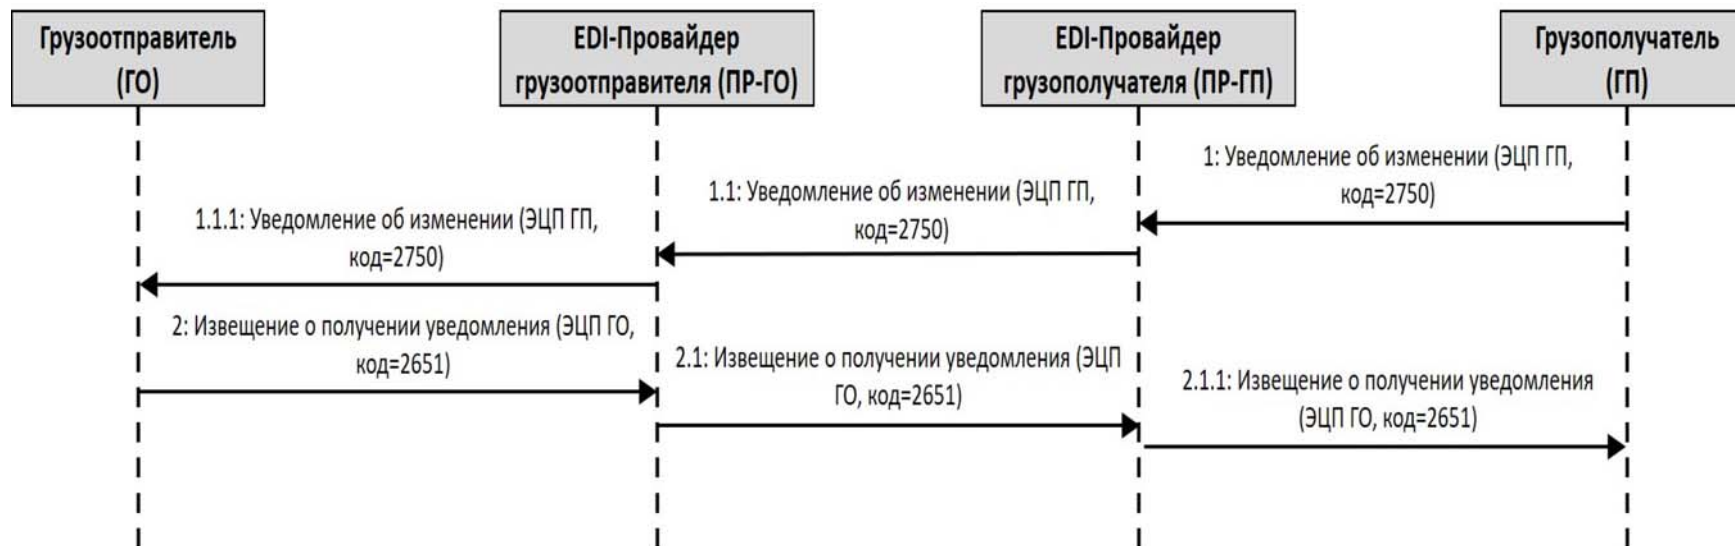 Грузоотправитель
(ГО)
EDI-Провайдер
грузоотправителя (ПР-ГО)
EDI-Провайдер
грузополучателя (ПР-ГП)
Грузополучатель
(ГП)
1: Уведомление об изменении (ЭЦП ГП,
код=2750)
1.1: Уведомление об изменении (ЭЦП ГП,
код=2750)
1.1.1: Уведомление об изменении (ЭЦП ГП,
код=2750)
2: Извещение о получении уведомления (ЭЦП ГО,
код=2651)
2.1: Извещение о получении уведомления (ЭЦП
ГО, код=2651)
2.1.1: Извещение о получении уведомления
(ЭЦП ГО, код=2651)